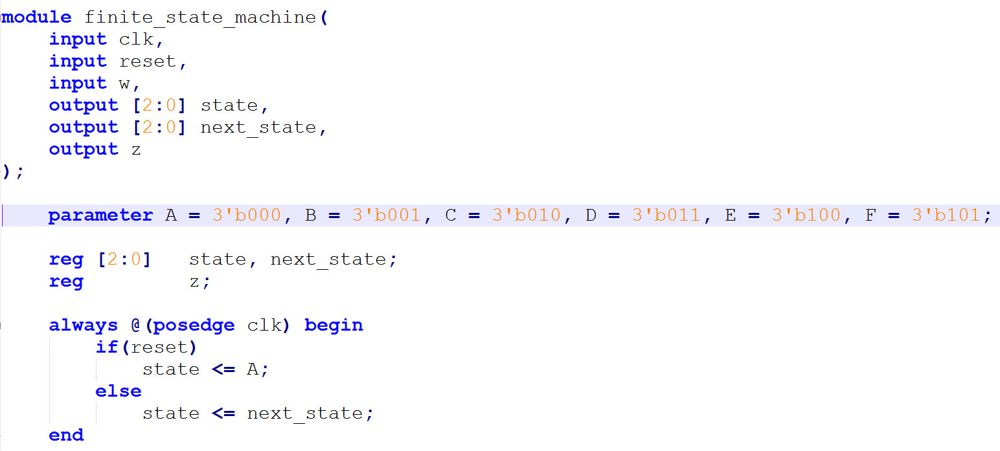 module finite_state_machine(
    input clk,
    input reset,
    input w,
    output [2:0] state,
    output [2:0] next_state,
    output z
);
    parameter A = 3'b000, B = 3'b001, C = 3'b010, D = 3'b011, E = 3'b100, F = 3'b101;
    reg [2:0]   state, next_state;
    reg         z;
    always @(posedge clk) begin
        if(reset)
            state <= A;
        else
            state <= next_state;
    end